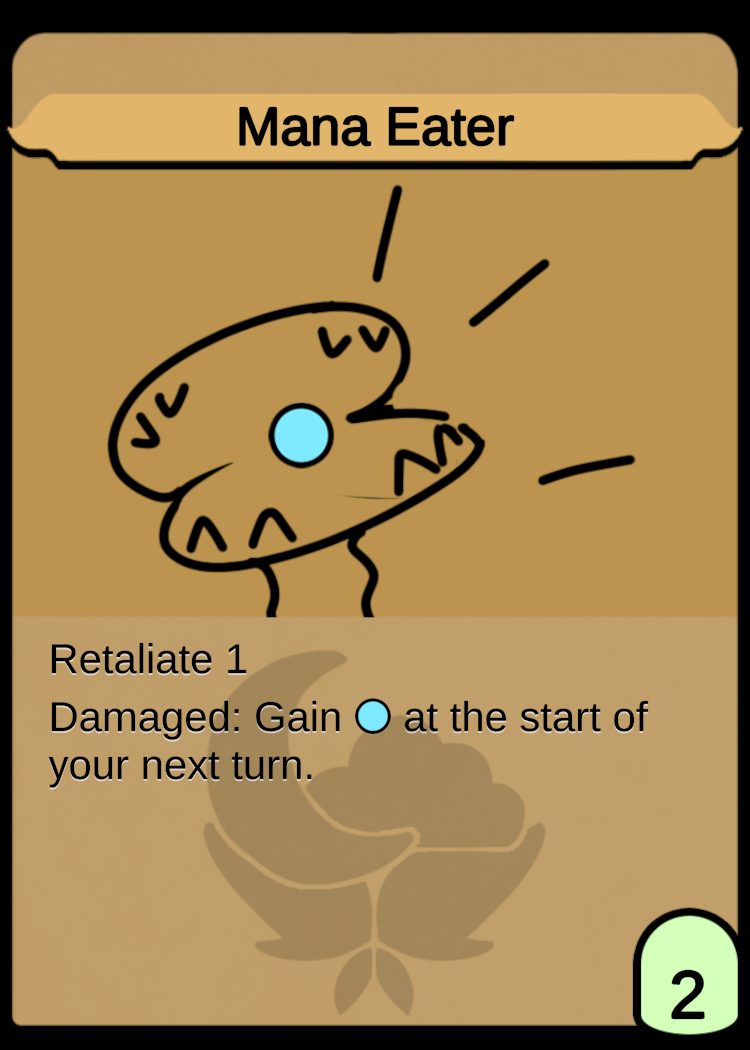 Mana Eater
Retaliate 1
Damaged: Gain at the start of
your next turn.
2